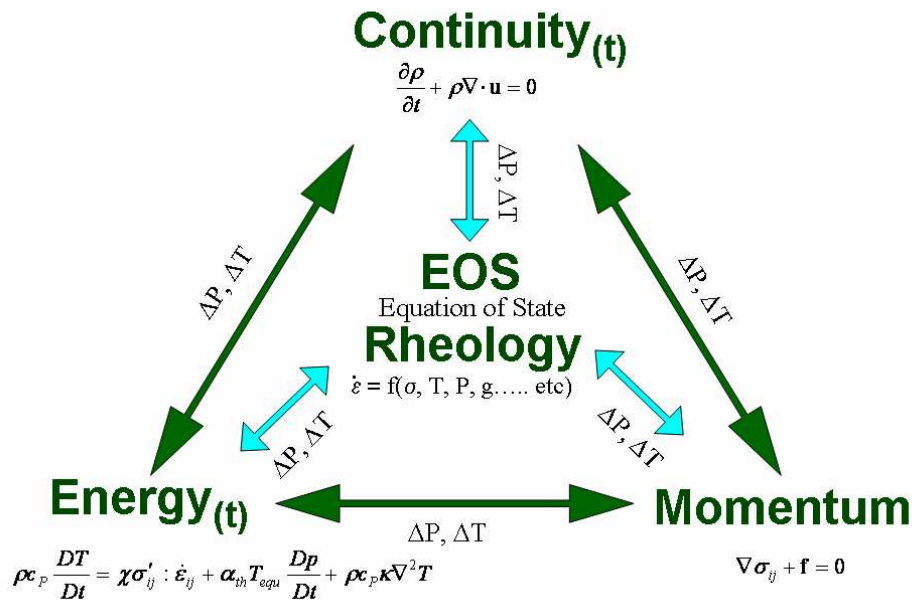 Continuity(t)
∂ρ/∂t + ρ∇·u = 0
ΔP, ΔT
ΔP, ΔT
ΔP, ΔT
EOS
Equation of State
Rheology
ε̇ = f(σ, T, P, g..... etc)
ΔP, ΔT
ΔP, ΔT
Energy(t)
Momentum
ΔP, ΔT
ρc_P DT/Dt = χσ′_ij : ε̇_ij + α_th T_equ Dp/Dt + ρc_P κ∇²T
∇σ_ij + f = 0